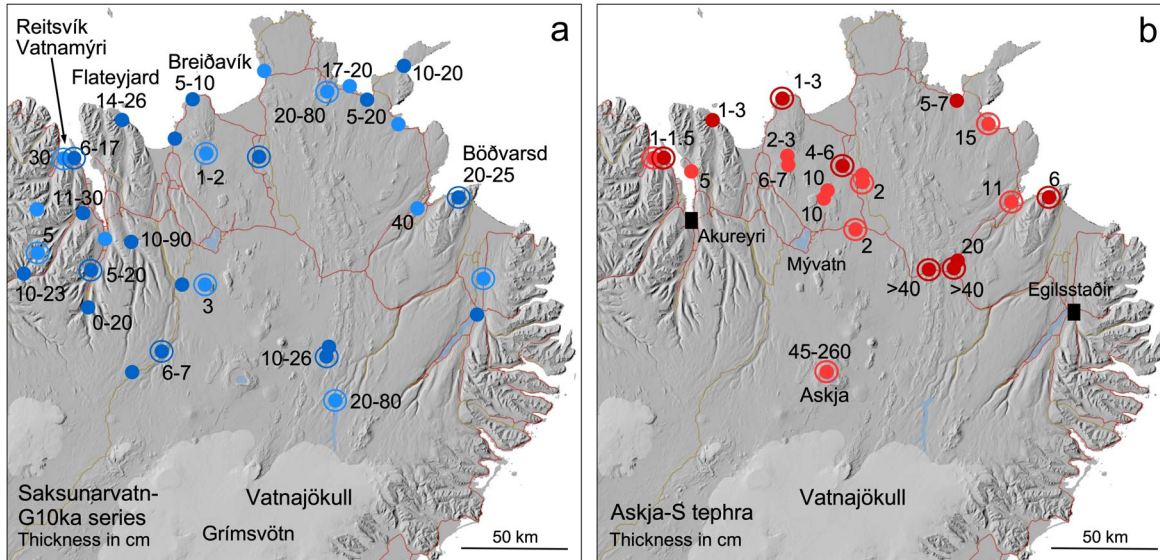 a
Reitsvík
Vatnamýri
Flateyjard
14-26
Breiðavík
5-10
17-20
10-20
20-80
5-20
6-17
30
1-2
Böðvarsd
20-25
11-30
40
5
10-90
5-20
10-23
3
0-20
10-26
6-7
20-80
Saksunarvatn-
G10ka series
Thickness in cm
Vatnajökull
Grímsvötn
50 km
b
1-3
1-3
5-7
15
1-1.5
2-3
4-6
6-7
5
10
2
11
6
10
Akureyri
2
Mývatn
20
>40
>40
Egilsstaðir
45-260
Askja
Askja-S tephra
Thickness in cm
Vatnajökull
50 km